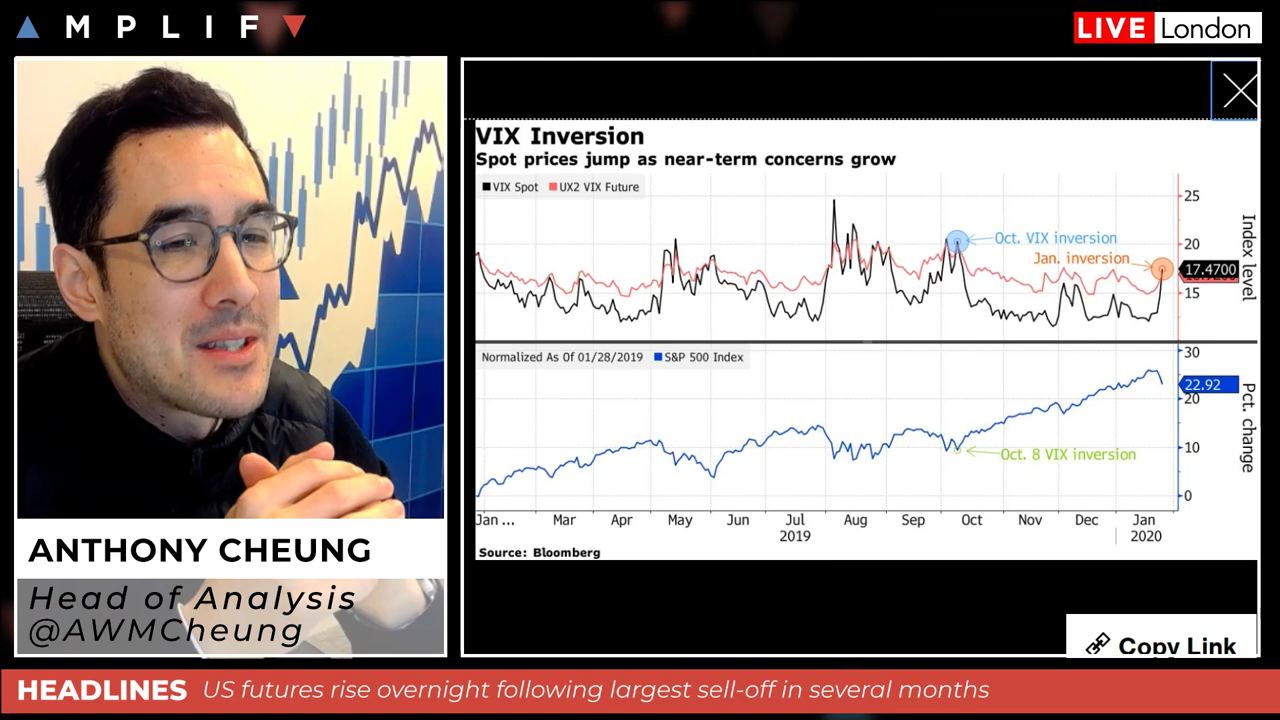 MPLIF
LIVE London
VIX Inversion
Spot prices jump as near-term concerns grow
VIX Spot UX2 VIX Future
25
Oct. VIX inversion
20
Jan. inversion
17.4700
15
Index level
Normalized As Of 01/28/2019 S&P 500 Index
30
22.92
20
10
Oct. 8 VIX inversion
0
Pct. change
Jan ... Mar Apr May Jun Jul Aug Sep Oct Nov Dec Jan
2019 2020
Source: Bloomberg
Copy Link
ANTHONY CHEUNG
Head of Analysis
@AWMCheung
HEADLINES US futures rise overnight following largest sell-off in several months